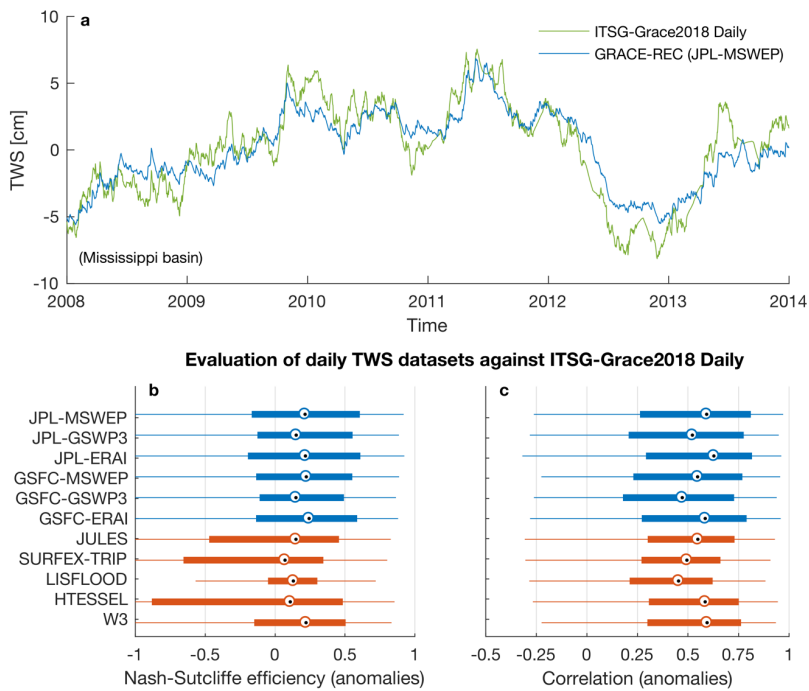 a
10
5
0
-5
-10
TWS [cm]
ITSG-Grace2018 Daily
GRACE-REC (JPL-MSWEP)
(Mississippi basin)
2008 2009 2010 2011 2012 2013 2014
Time
Evaluation of daily TWS datasets against ITSG-Grace2018 Daily
b c
JPL-MSWEP
JPL-GSWP3
JPL-ERAI
GSFC-MSWEP
GSFC-GSWP3
GSFC-ERAI
JULES
SURFEX-TRIP
LISFLOOD
HTESSEL
W3
-1 -0.5 0 0.5 1
Nash-Sutcliffe efficiency (anomalies)
-0.5 -0.25 0 0.25 0.5 0.75 1
Correlation (anomalies)